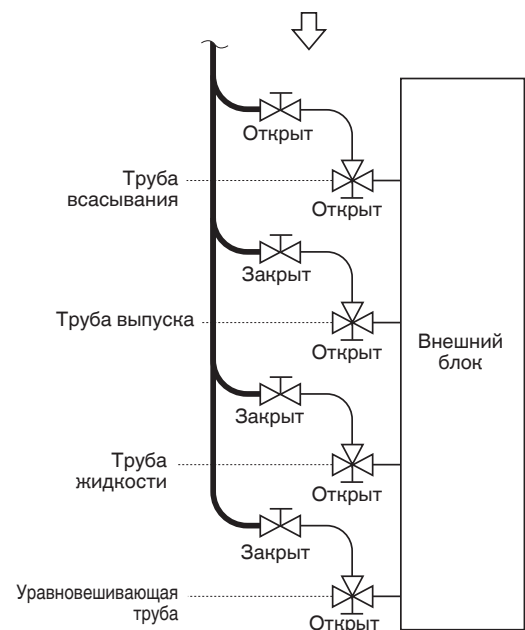 Открыт
Труба
всасывания
Открыт
Закрыт
Труба выпуска
Открыт
Внешний
блок
Закрыт
Труба
жидкости
Открыт
Закрыт
Уравновешивающая
труба
Открыт